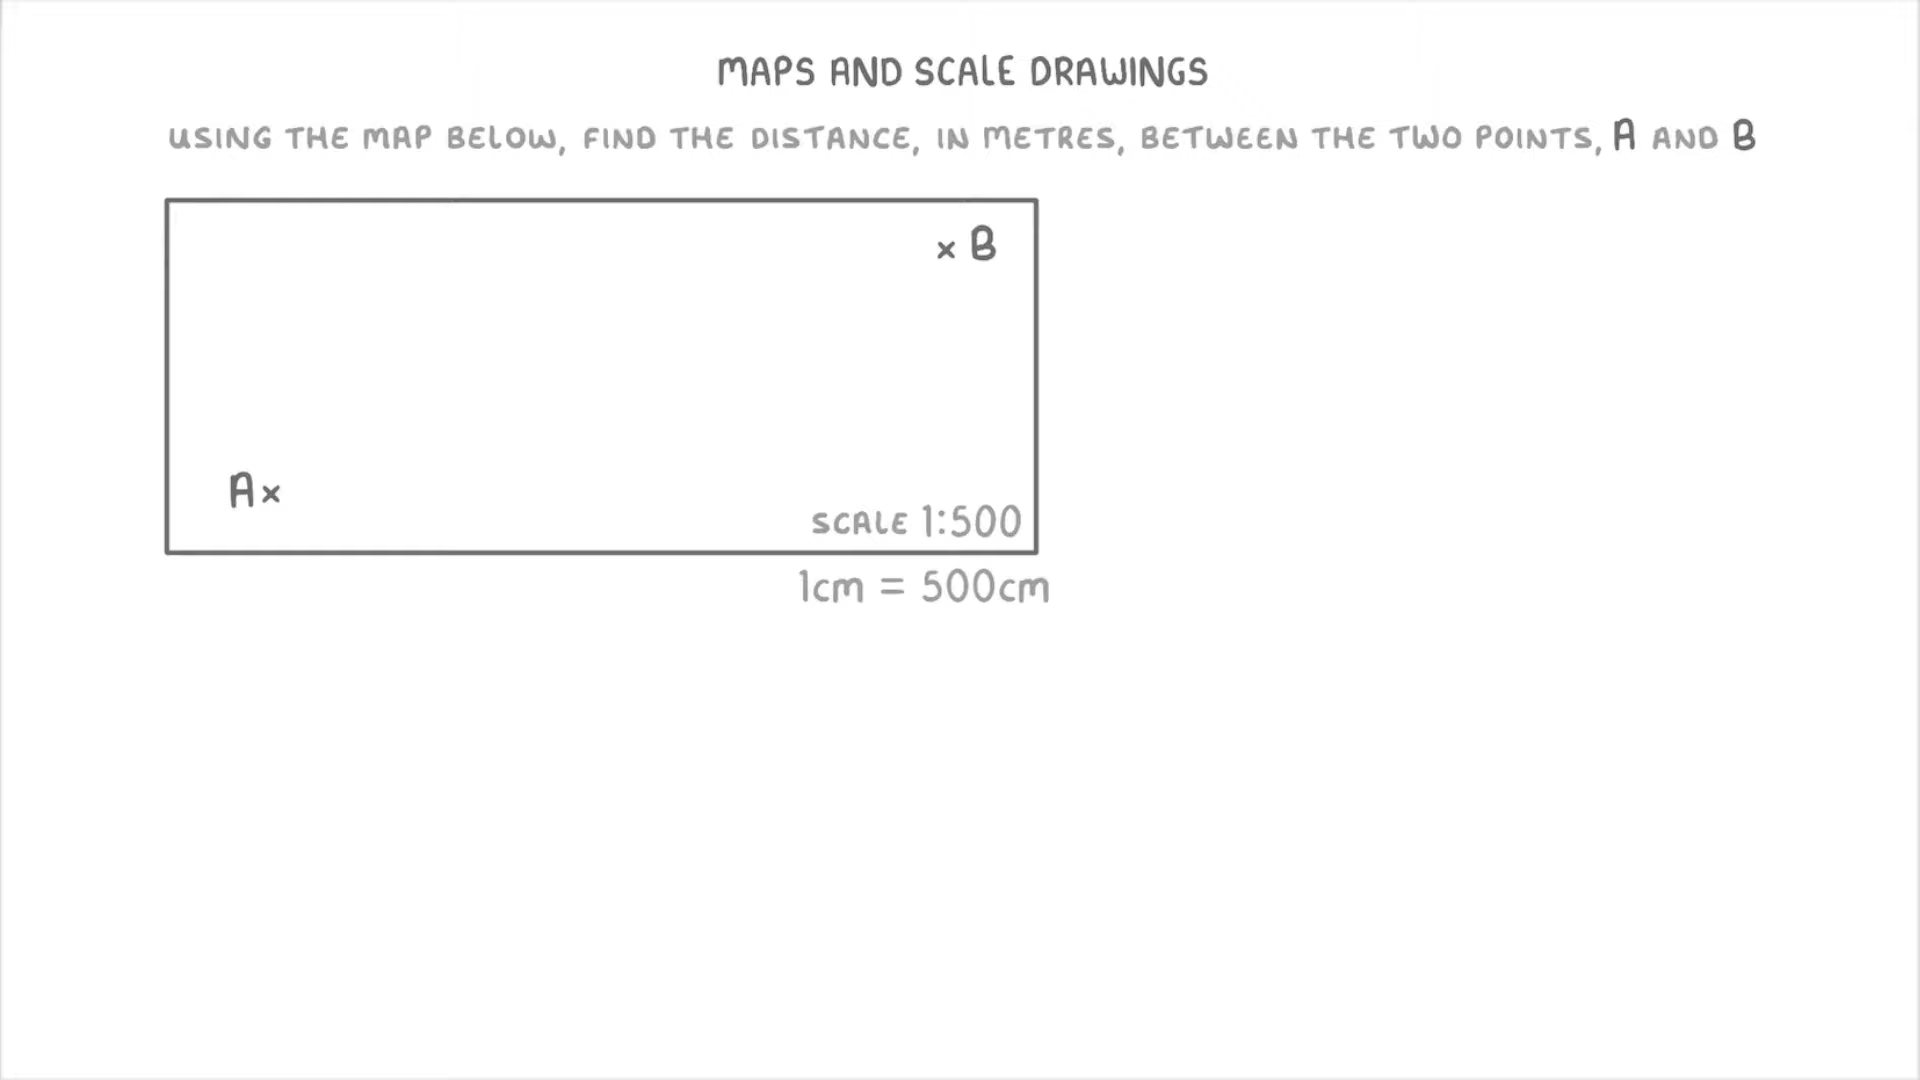 MAPS AND SCALE DRAWINGS
USING THE MAP BELOW, FIND THE DISTANCE, IN METRES, BETWEEN THE TWO POINTS, A AND B
× B
A×
SCALE 1:500
1cm = 500cm